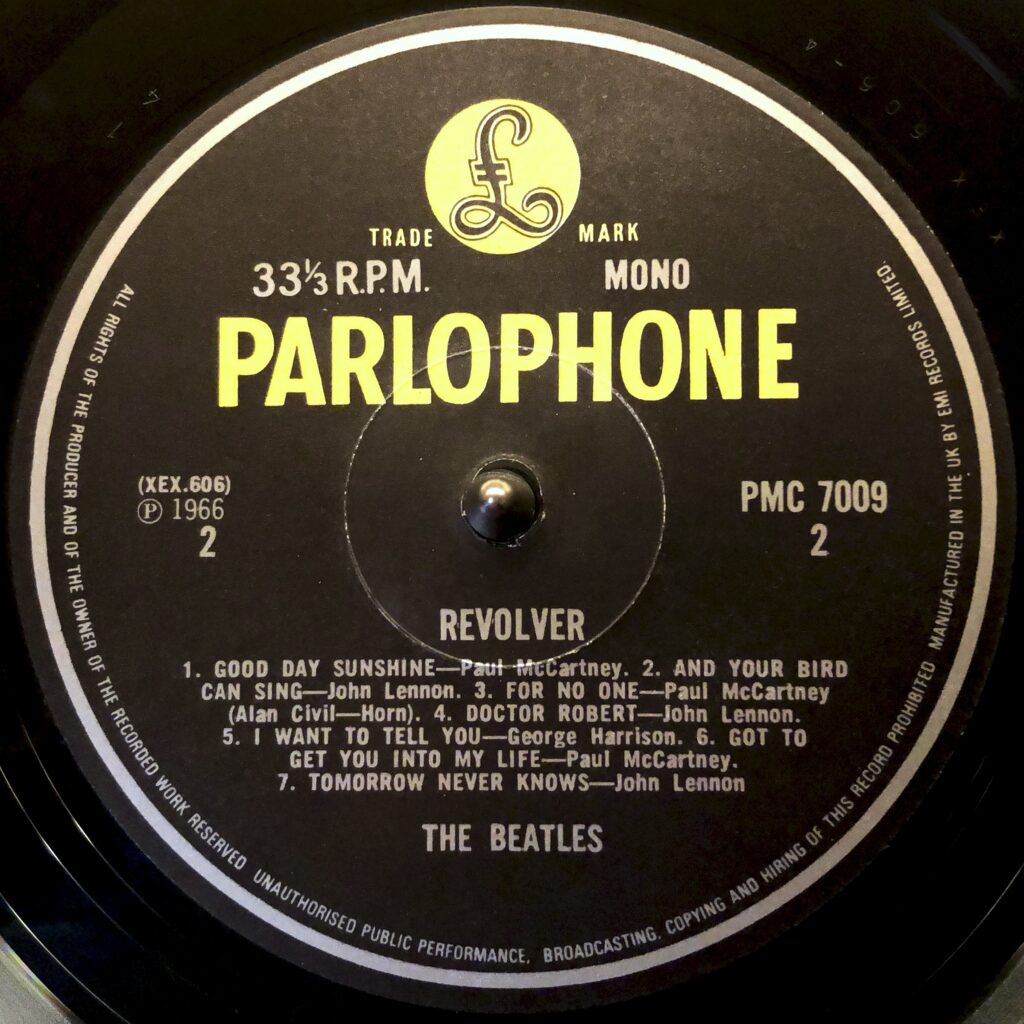 £
TRADE MARK
33⅓ R.P.M. MONO
PARLOPHONE
(XEX.606)
℗ 1966
2
PMC 7009
2
REVOLVER
1. GOOD DAY SUNSHINE—Paul McCartney. 2. AND YOUR BIRD
CAN SING—John Lennon. 3. FOR NO ONE—Paul McCartney
(Alan Civil—Horn). 4. DOCTOR ROBERT—John Lennon.
5. I WANT TO TELL YOU—George Harrison. 6. GOT TO
GET YOU INTO MY LIFE—Paul McCartney.
7. TOMORROW NEVER KNOWS—John Lennon
THE BEATLES
ALL RIGHTS OF THE PRODUCER AND OF THE OWNER OF THE RECORDED WORK RESERVED UNAUTHORISED PUBLIC PERFORMANCE, BROADCASTING, COPYING AND HIRING OF THIS RECORD PROHIBITED MANUFACTURED IN THE UK BY EMI RECORDS LIMITED.